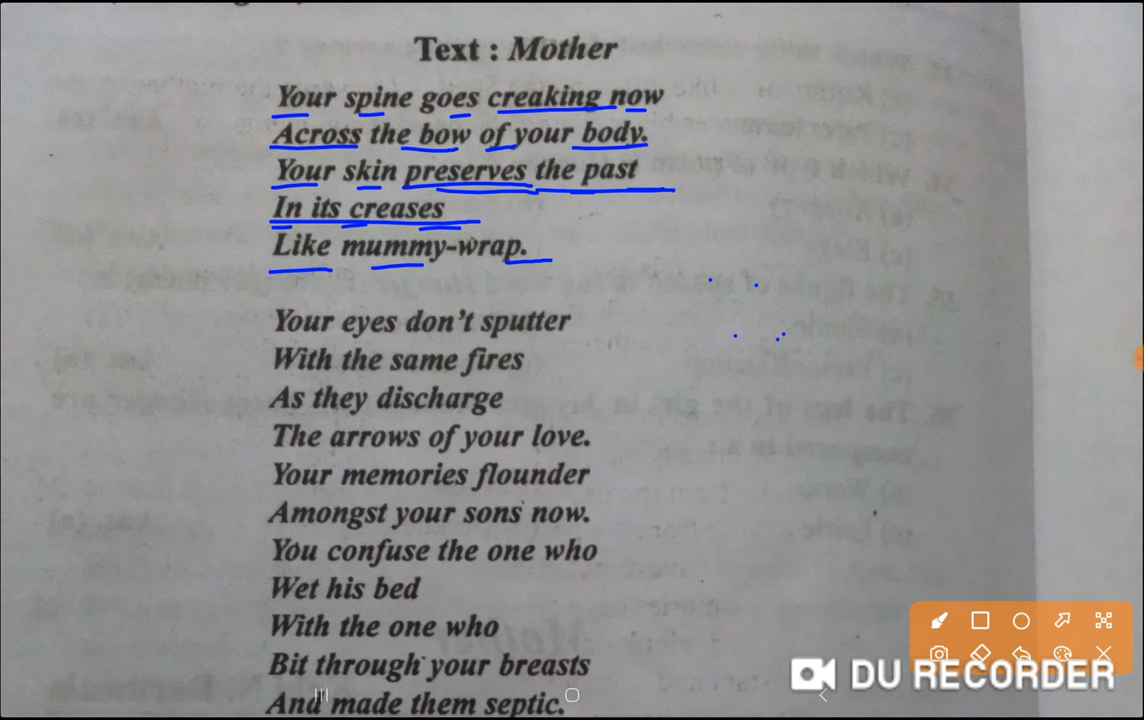 Text : Mother
Your spine goes creaking now
Across the bow of your body.
Your skin preserves the past
In its creases
Like mummy-wrap.
Your eyes don't sputter
With the same fires
As they discharge
The arrows of your love.
Your memories flounder
Amongst your sons now.
You confuse the one who
Wet his bed
With the one who
Bit through your breasts
And made them septic.
DU RECORDER